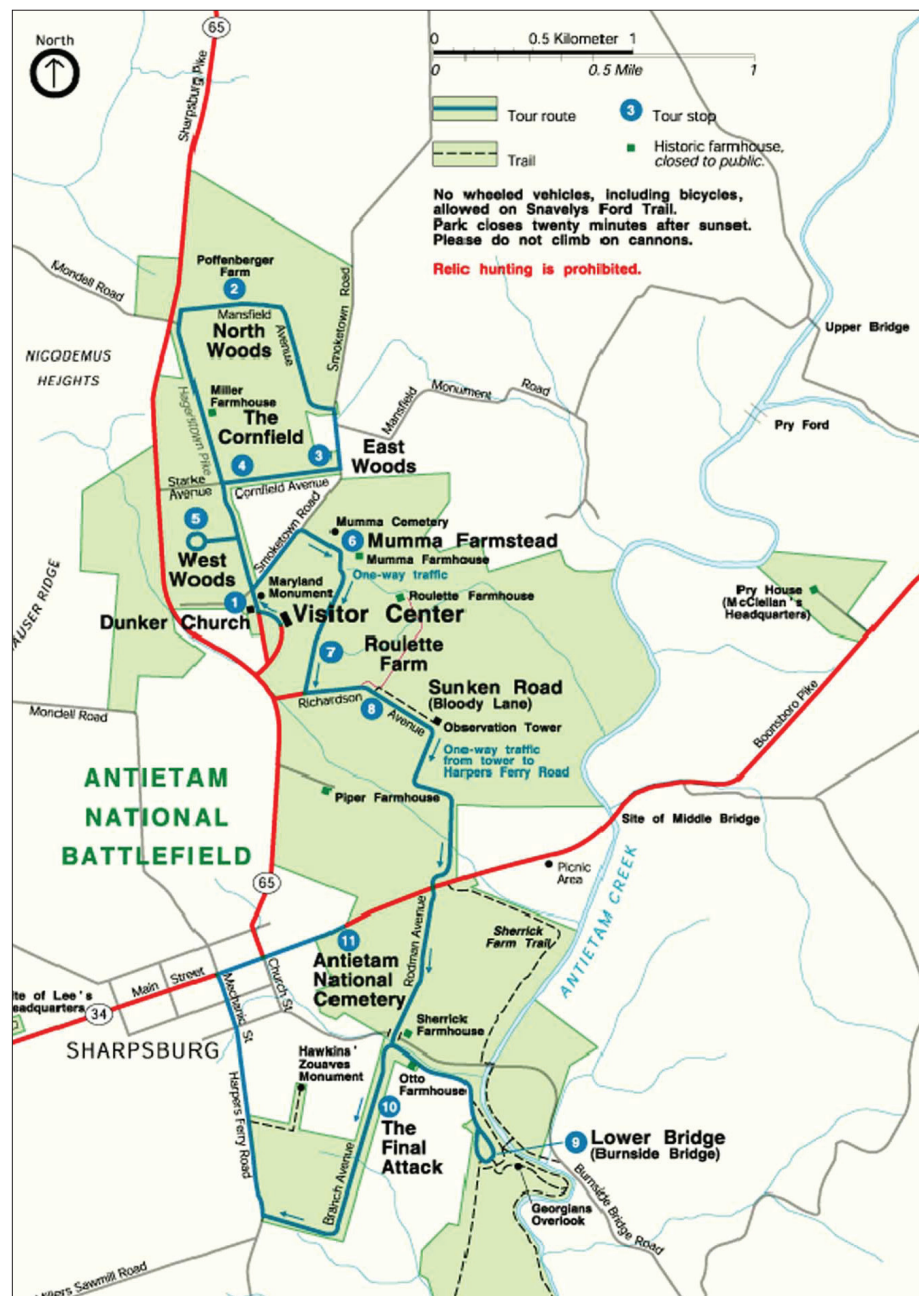 North
65
Sharpsburg Pike
0 0.5 Kilometer 1
0 0.5 Mile 1
Tour route
3 Tour stop
Trail
Historic farmhouse,
closed to public.
No wheeled vehicles, including bicycles,
allowed on Snavelys Ford Trail.
Park closes twenty minutes after sunset.
Please do not climb on cannons.
Relic hunting is prohibited.
Mondell Road
Poffenberger
Farm
2
Mansfield
Avenue
Smoketown Road
North
Woods
Upper Bridge
NICODEMUS
HEIGHTS
Miller
Farmhouse
Hagerstown Pike
The
Cornfield
Mansfield Monument Road
Pry Ford
3
East
Woods
4
Starke
Avenue
Cornfield Avenue
5
Smoketown Road
West
Woods
Mumma Cemetery
6
Mumma Farmstead
Mumma Farmhouse
One-way traffic
Maryland
Monument
Roulette Farmhouse
Pry House
(McClellan's
Headquarters)
HAUSER RIDGE
1
Dunker Church
Visitor Center
7
Roulette
Farm
Sunken Road
(Bloody Lane)
Mondell Road
Richardson
Avenue
8
Observation Tower
Boonsboro Pike
One-way traffic
from tower to
Harpers Ferry Road
ANTIETAM
NATIONAL
BATTLEFIELD
Piper Farmhouse
Site of Middle Bridge
Picnic
Area
65
ANTIETAM CREEK
Rodman Avenue
Sherrick
Farm Trail
11
Antietam
National
Cemetery
Main Street
Church St
Mechanic St
ite of Lee's
eadquarters
34
SHARPSBURG
Sherrick
Farmhouse
Hawkins'
Zouaves
Monument
Otto
Farmhouse
10
The
Final
Attack
Harpers Ferry Road
Branch Avenue
9
Lower Bridge
(Burnside Bridge)
Georgians
Overlook
Burnside Bridge Road
illers Sawmill Road